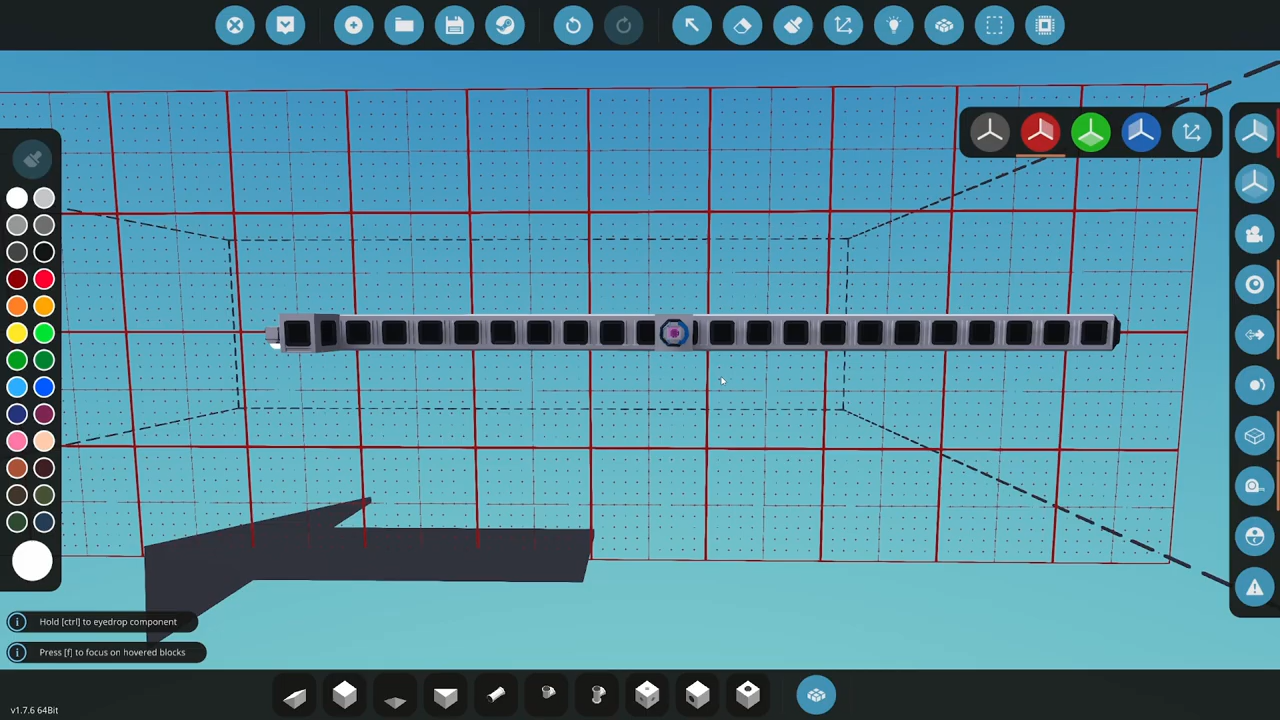 Hold [ctrl] to eyedrop component
Press [f] to focus on hovered blocks
v1.7.6 64Bit